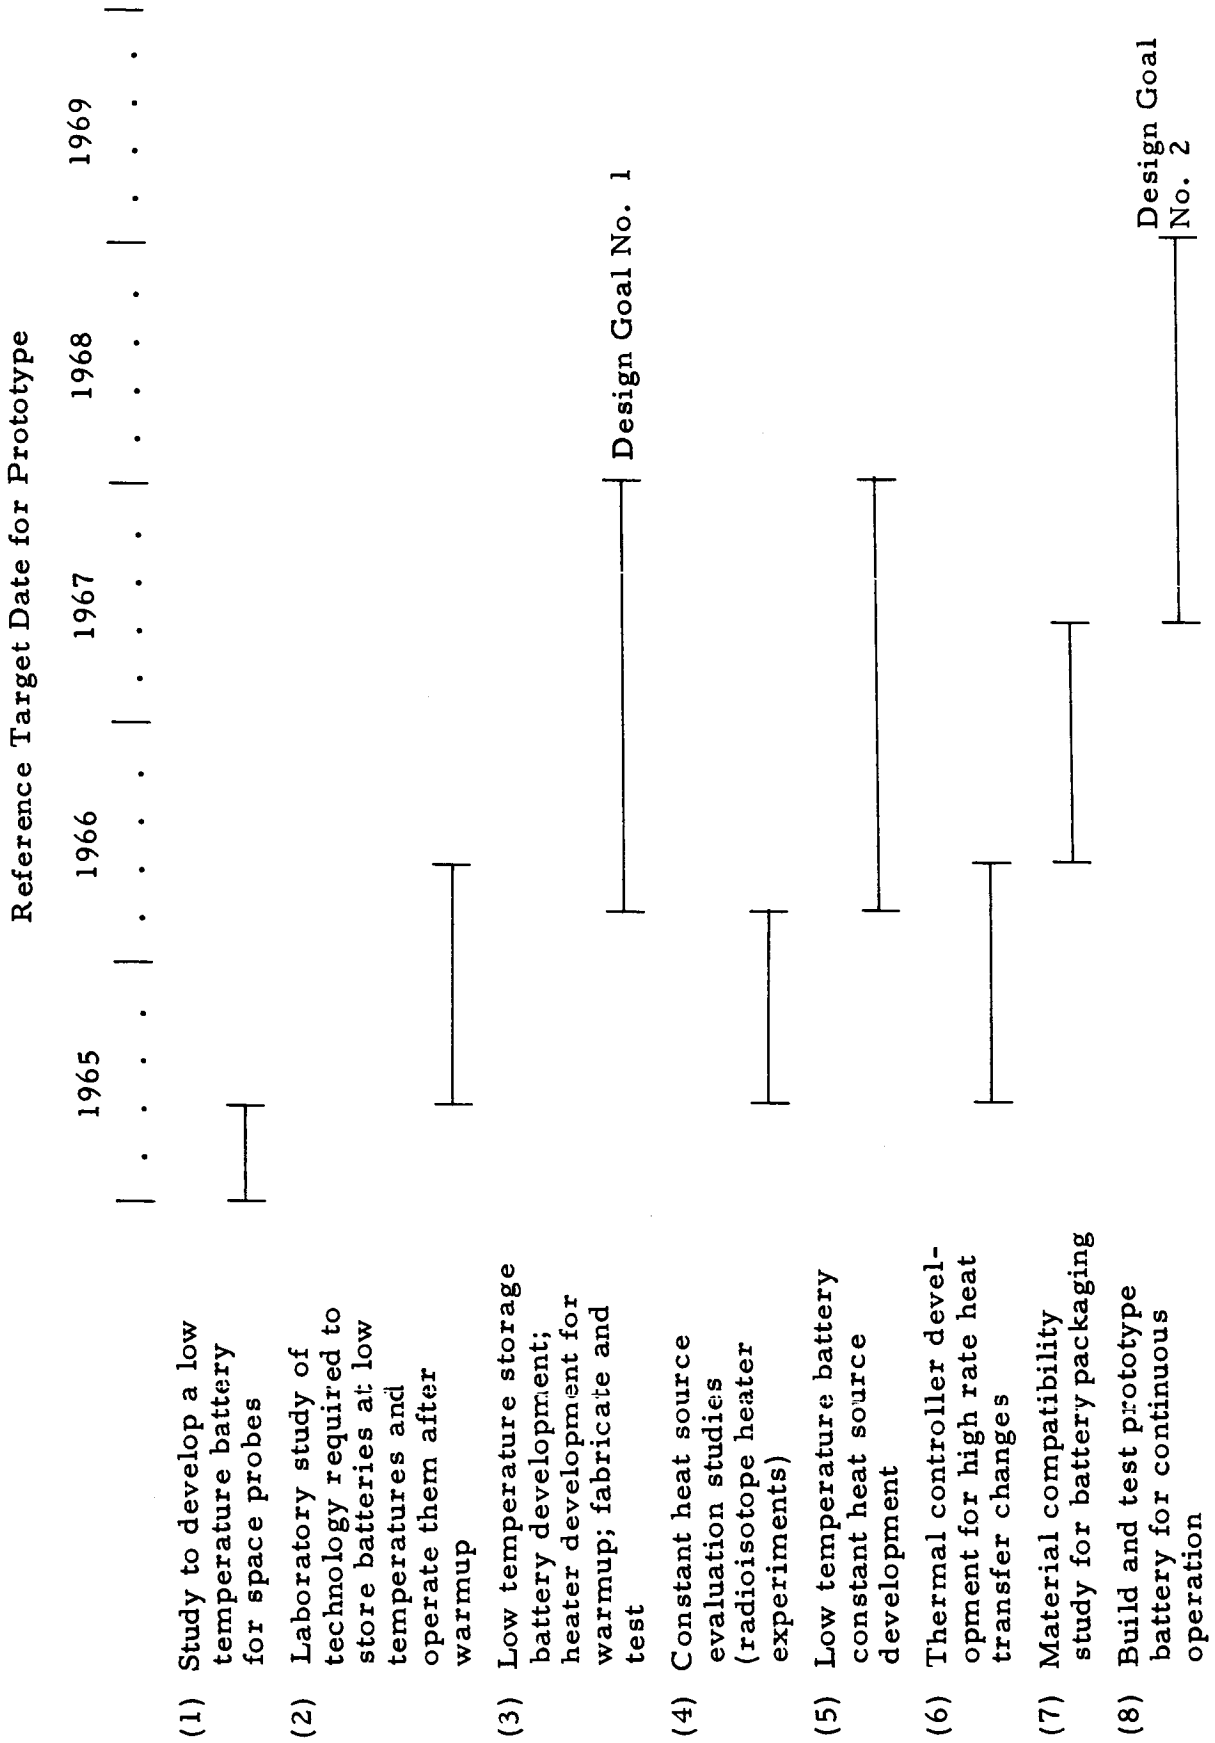 Reference Target Date for Prototype
1965 1966 1967 1968 1969
(1) Study to develop a low
temperature battery
for space probes
(2) Laboratory study of
technology required to
store batteries at low
temperatures and
operate them after
warmup
(3) Low temperature storage
battery development;
heater development for
warmup; fabricate and
test
Design Goal No. 1
(4) Constant heat source
evaluation studies
(radioisotope heater
experiments)
(5) Low temperature battery
constant heat source
development
(6) Thermal controller devel-
opment for high rate heat
transfer changes
(7) Material compatibility
study for battery packaging
(8) Build and test prototype
battery for continuous
operation
Design Goal
No. 2